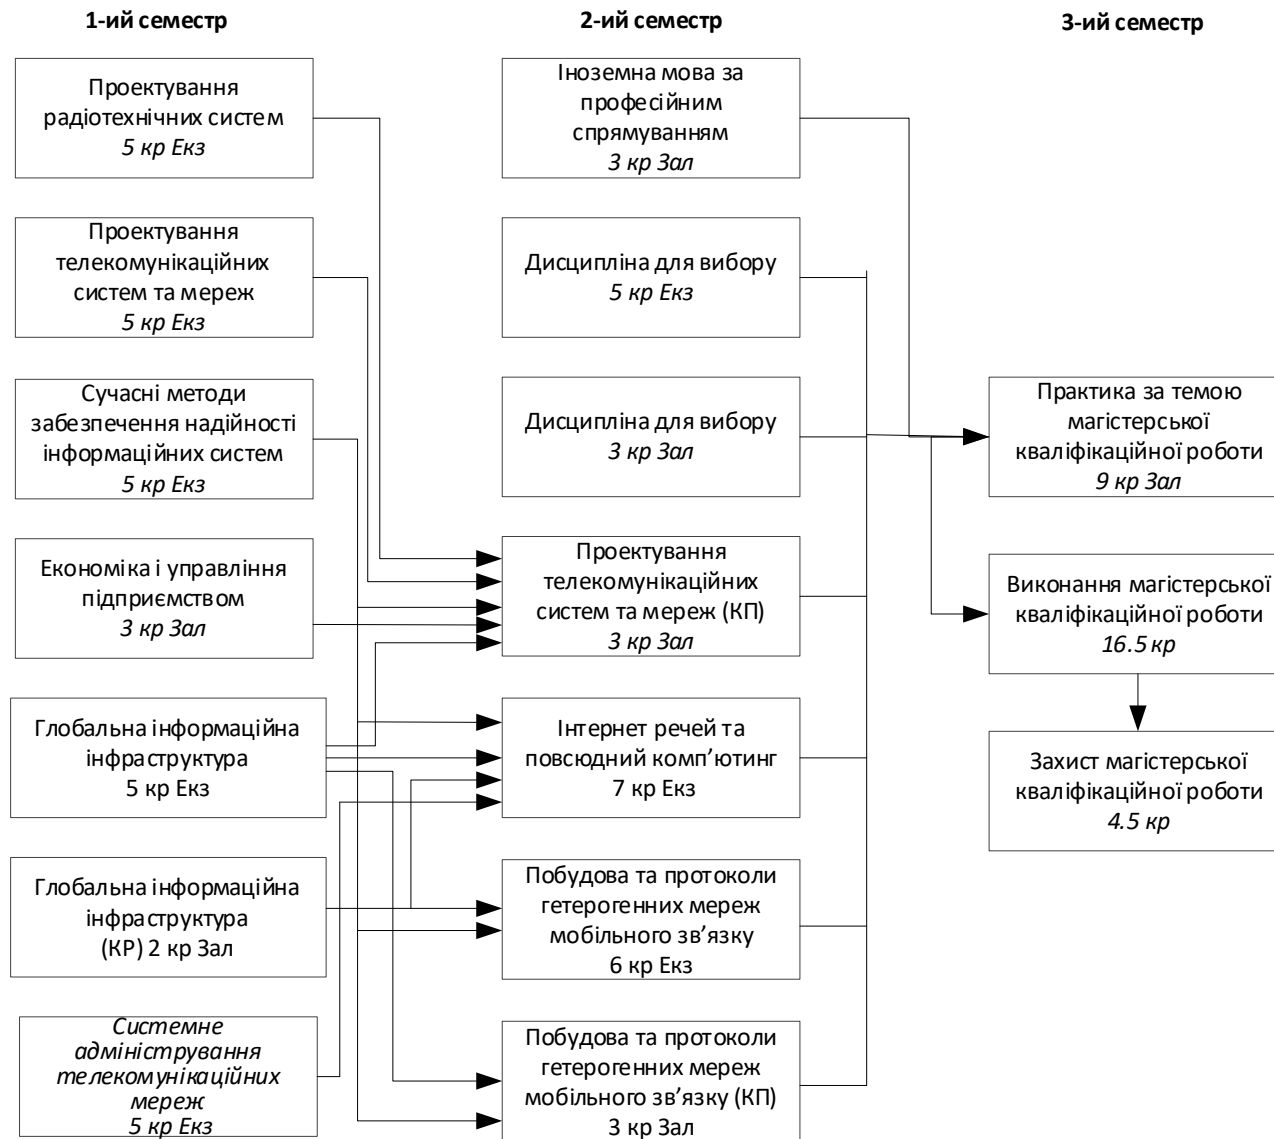 1-ий семестр
Проектування
радіотехнічних систем
5 кр Екз
Проектування
телекомунікаційних
систем та мереж
5 кр Екз
Сучасні методи
забезпечення надійності
інформаційних систем
5 кр Екз
Економіка і управління
підприємством
3 кр Зал
Глобальна інформаційна
інфраструктура
5 кр Екз
Глобальна інформаційна
інфраструктура
(КР) 2 кр Зал
Системне
адміністрування
телекомунікаційних
мереж
5 кр Екз
2-ий семестр
Іноземна мова за
професійним
спрямуванням
3 кр Зал
Дисципліна для вибору
5 кр Екз
Дисципліна для вибору
3 кр Зал
Проектування
телекомунікаційних
систем та мереж (КП)
3 кр Зал
Інтернет речей та
повсюдний комп’ютинг
7 кр Екз
Побудова та протоколи
гетерогенних мереж
мобільного зв’язку
6 кр Екз
Побудова та протоколи
гетерогенних мереж
мобільного зв’язку (КП)
3 кр Зал
3-ий семестр
Практика за темою
магістерської
кваліфікаційної роботи
9 кр Зал
Виконання магістерської
кваліфікаційної роботи
16.5 кр
Захист магістерської
кваліфікаційної роботи
4.5 кр